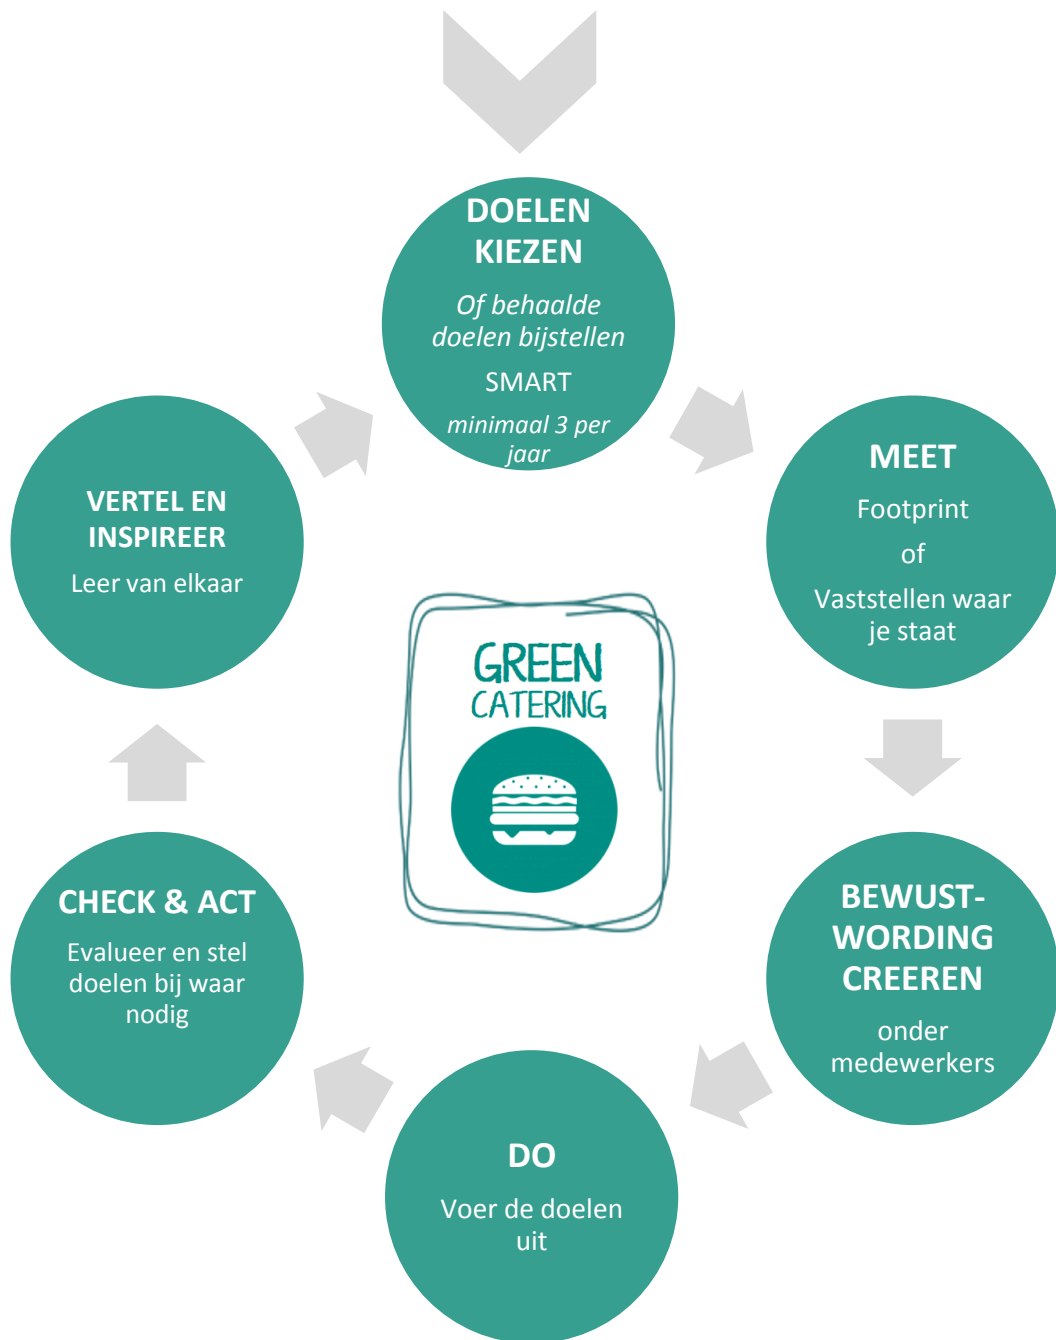 DOELEN
KIEZEN
Of behaalde
doelen bijstellen
SMART
minimaal 3 per
jaar
MEET
Footprint
of
Vaststellen waar
je staat
BEWUST-
WORDING
CREEREN
onder
medewerkers
DO
Voer de doelen
uit
CHECK & ACT
Evalueer en stel
doelen bij waar
nodig
VERTEL EN
INSPIREER
Leer van elkaar
GREEN
CATERING